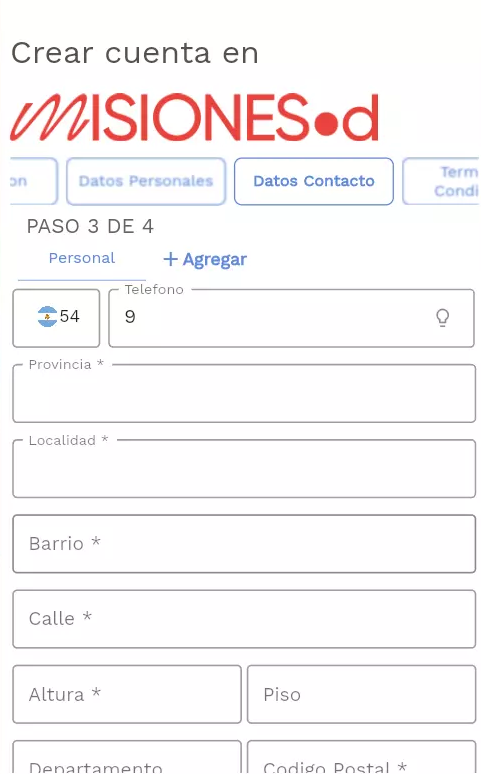 Crear cuenta en
MISIONES●d
on
Datos Personales
Datos Contacto
Term
Condi
PASO 3 DE 4
Personal
+ Agregar
Telefono
54
9
Provincia *
Localidad *
Barrio *
Calle *
Altura *
Piso
Departamento
Codigo Postal *